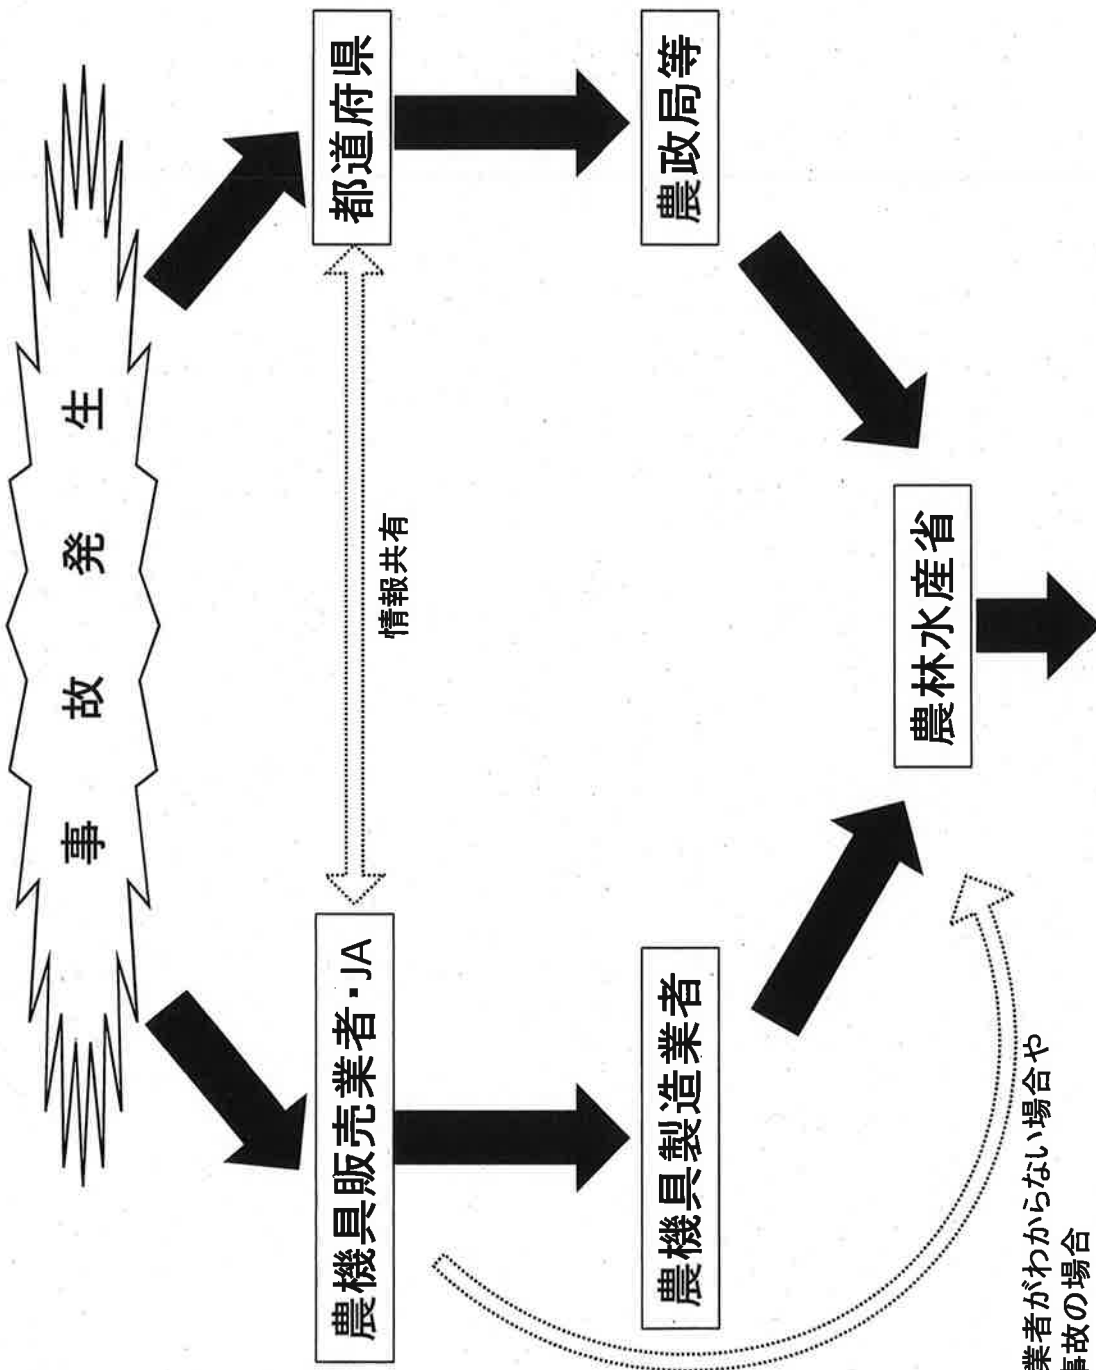 事故発生
農機具販売業者・JA
情報共有
都道府県
農機具製造業者
農政局等
農林水産省
業者がわからない場合や
事故の場合